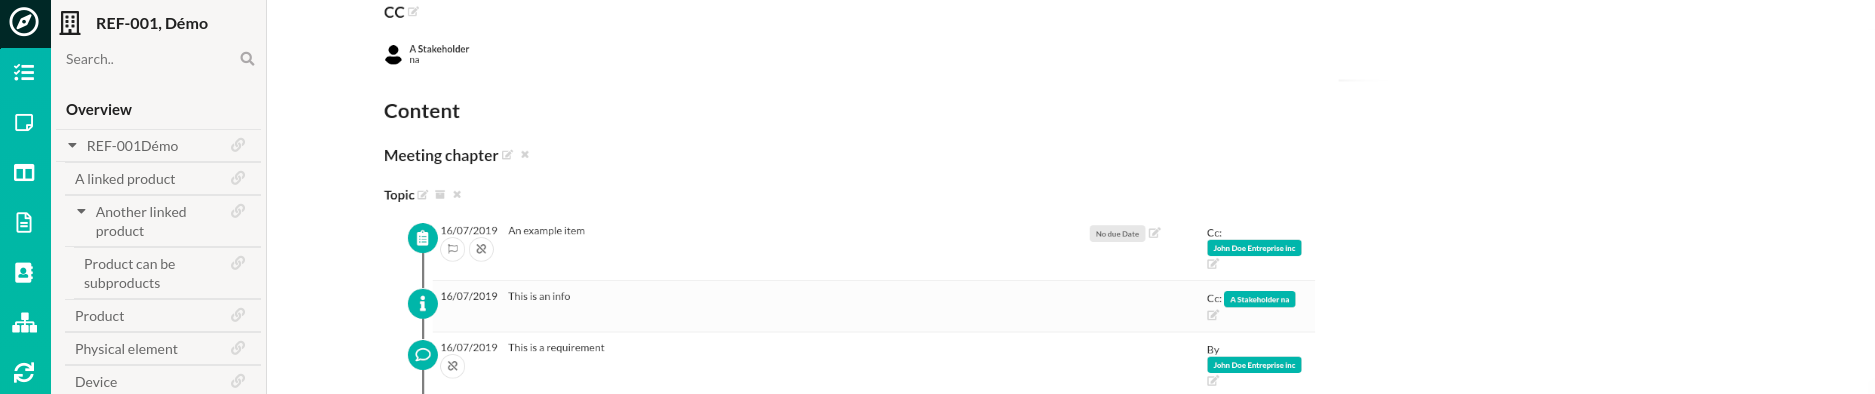 REF-001, Démo
Search..
Overview
REF-001Démo
A linked product
Another linked
product
Product can be
subproducts
Product
Physical element
Device
CC
A Stakeholder
na
Content
Meeting chapter
Topic
16/07/2019 An example item No due Date Cc:
John Doe Entreprise inc
16/07/2019 This is an info Cc: A Stakeholder na
16/07/2019 This is a requirement By
John Doe Entreprise inc